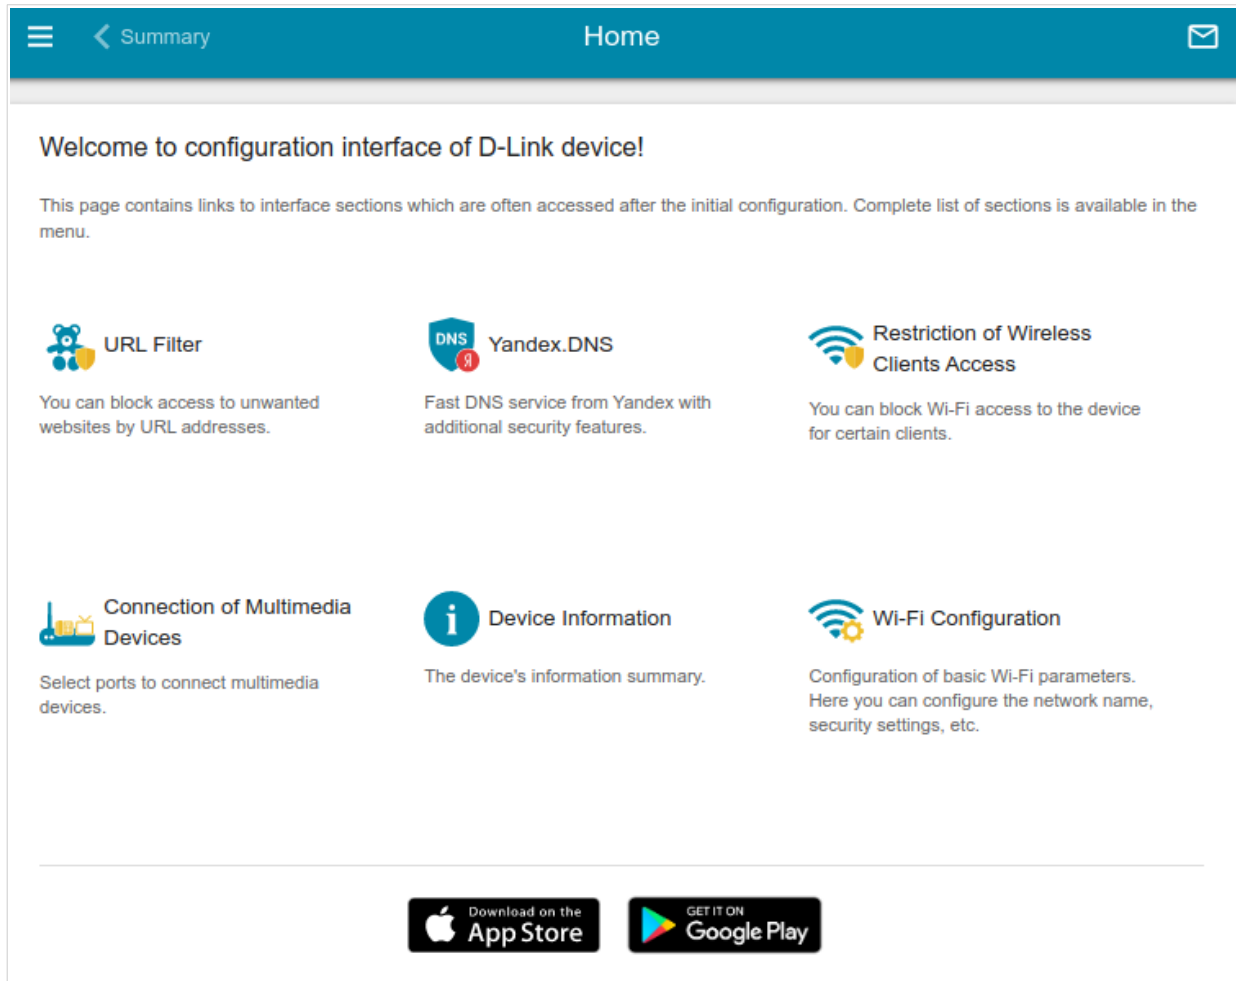 Summary
Home
Welcome to configuration interface of D-Link device!
This page contains links to interface sections which are often accessed after the initial configuration. Complete list of sections is available in the
menu.
URL Filter
You can block access to unwanted
websites by URL addresses.
DNS
Я
Yandex.DNS
Fast DNS service from Yandex with
additional security features.
Restriction of Wireless
Clients Access
You can block Wi-Fi access to the device
for certain clients.
Connection of Multimedia
Devices
Select ports to connect multimedia
devices.
i
Device Information
The device's information summary.
Wi-Fi Configuration
Configuration of basic Wi-Fi parameters.
Here you can configure the network name,
security settings, etc.
Download on the
App Store
GET IT ON
Google Play